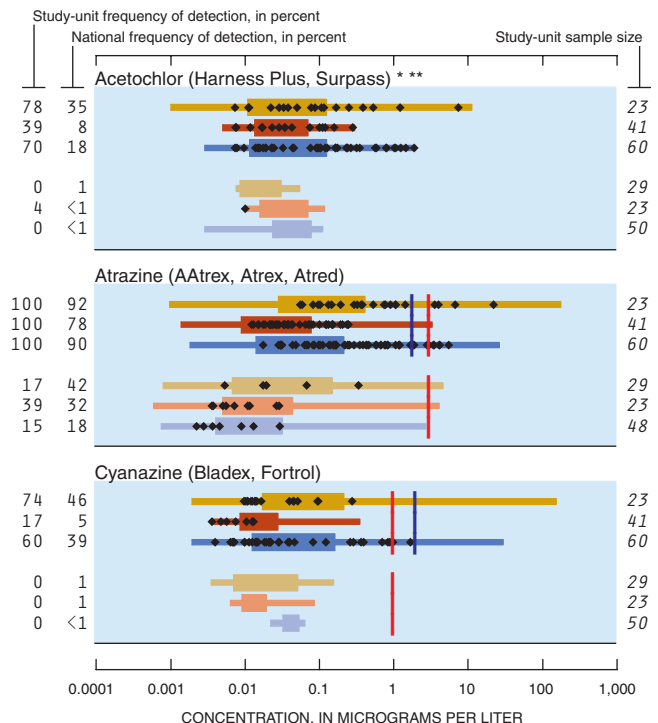 Study-unit frequency of detection, in percent
National frequency of detection, in percent
Study-unit sample size
Acetochlor (Harness Plus, Surpass) * **
78 35 23
39 8 41
70 18 60
0 1 29
4 <1 23
0 <1 50
Atrazine (AAtrex, Atrex, Atred)
100 92 23
100 78 41
100 90 60
17 42 29
39 32 23
15 18 48
Cyanazine (Bladex, Fortrol)
74 46 23
17 5 41
60 39 60
0 1 29
0 1 23
0 <1 50
0.0001 0.001 0.01 0.1 1 10 100 1,000
CONCENTRATION, IN MICROGRAMS PER LITER